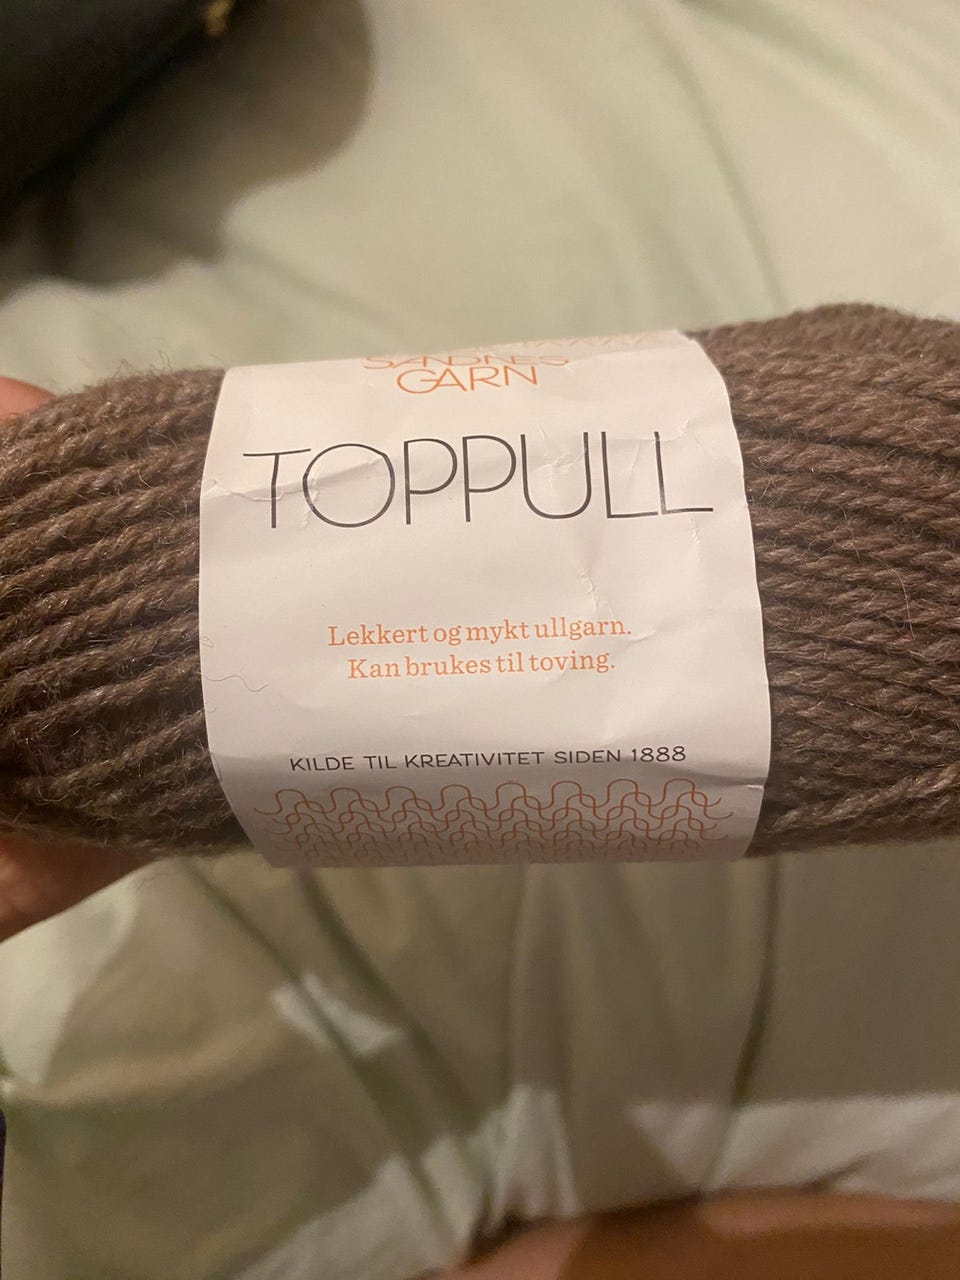 SANDNES
GARN
TOPPULL
Lekkert og mykt ullgarn.
Kan brukes til toving.
KILDE TIL KREATIVITET SIDEN 1888